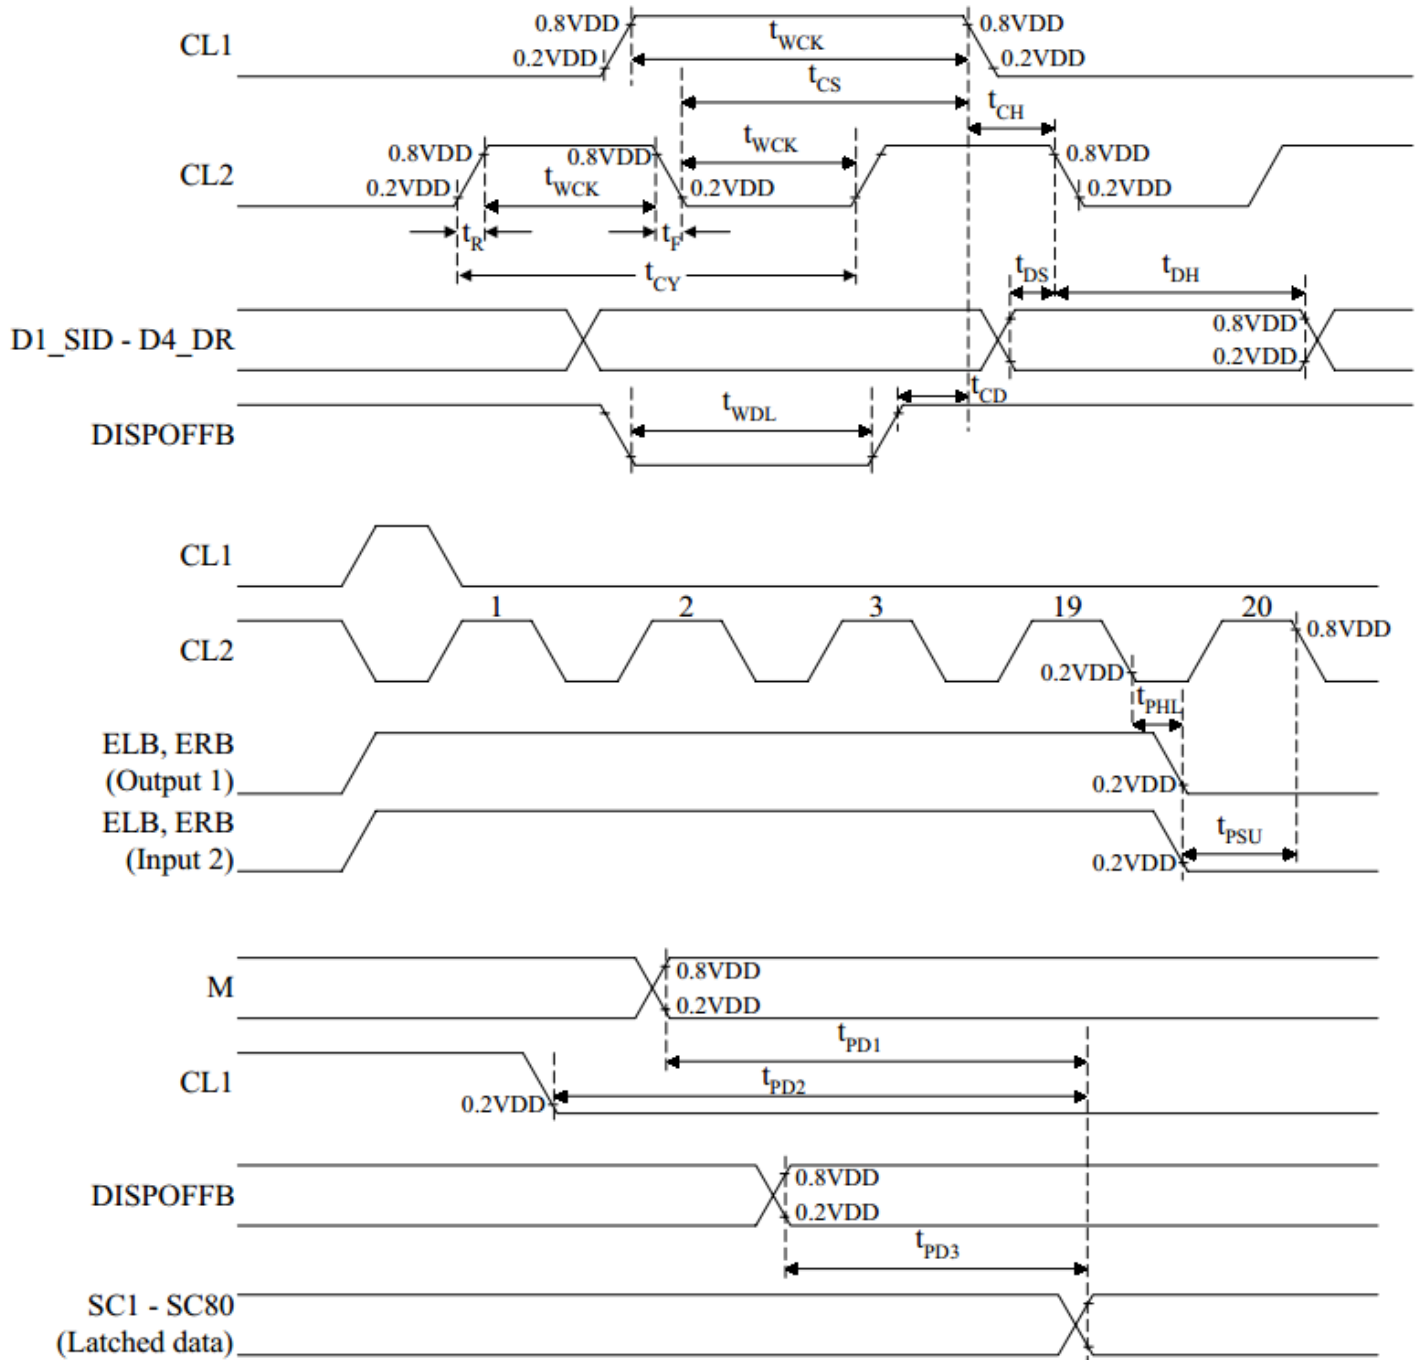 CL1
0.8VDD
0.2VDD
tWCK
0.8VDD
0.2VDD
tCS
tCH
CL2
0.8VDD
0.2VDD
tWCK
0.8VDD
0.2VDD
tWCK
0.8VDD
0.2VDD
tR
tF
tCY
tDS
tDH
D1_SID - D4_DR
0.8VDD
0.2VDD
DISPOFFB
tWDL
tCD
CL1
CL2
1 2 3 19 20
0.8VDD
0.2VDD
tPHL
ELB, ERB
(Output 1)
0.2VDD
ELB, ERB
(Input 2)
0.2VDD
tPSU
M
0.8VDD
0.2VDD
tPD1
CL1
0.2VDD
tPD2
DISPOFFB
0.8VDD
0.2VDD
tPD3
SC1 - SC80
(Latched data)